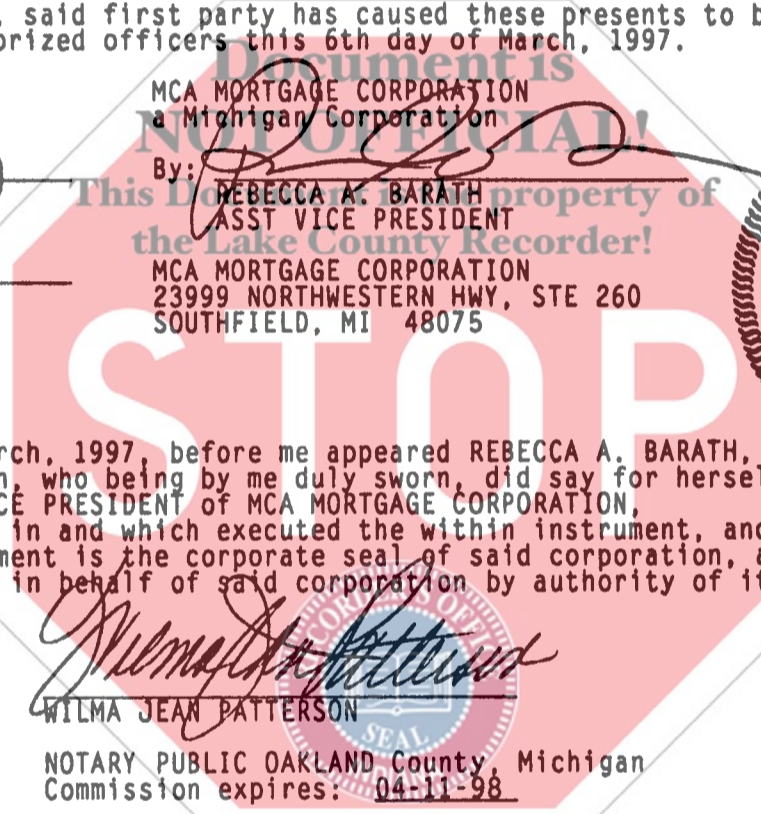 , said first party has caused these presents to b
orized officers this 6th day of March, 1997.
Document is
MCA MORTGAGE CORPORATION
a Michigan Corporation
NOT OFFICIAL!
By:
This Document is the property of
REBECCA A. BARATH
ASST VICE PRESIDENT
the Lake County Recorder!
MCA MORTGAGE CORPORATION
23999 NORTHWESTERN HWY, STE 260
SOUTHFIELD, MI 48075
STOP
rch, 1997, before me appeared REBECCA A. BARATH,
n, who being by me duly sworn, did say for hersel
CE PRESIDENT of MCA MORTGAGE CORPORATION,
in and which executed the within instrument, and
ment is the corporate seal of said corporation, a
in behalf of said corporation by authority of it
Wilma Jean Patterson
WILMA JEAN PATTERSON
SEAL
NOTARY PUBLIC OAKLAND County, Michigan
Commission expires: 04-11-98